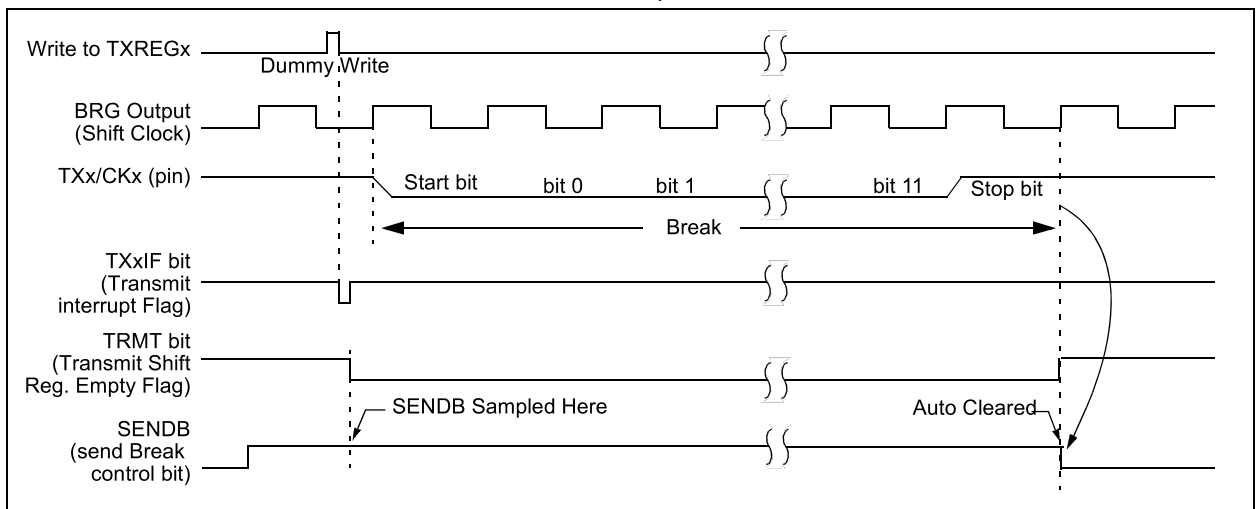 Write to TXREGx
Dummy Write
BRG Output
(Shift Clock)
TXx/CKx (pin)
Start bit
bit 0
bit 1
bit 11
Stop bit
Break
TXxIF bit
(Transmit
interrupt Flag)
TRMT bit
(Transmit Shift
Reg. Empty Flag)
SENDB Sampled Here
Auto Cleared
SENDB
(send Break
control bit)